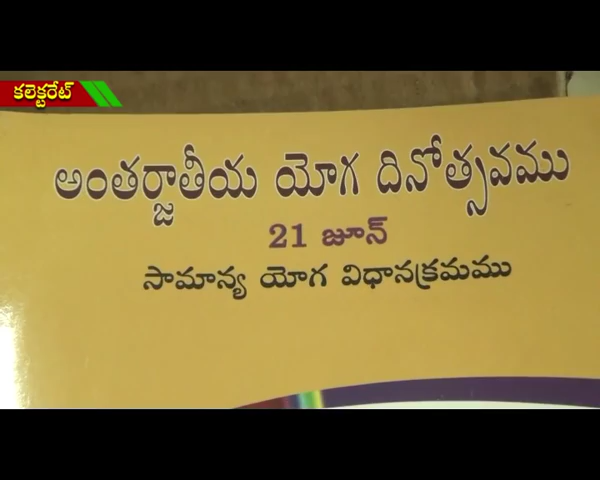 కలెక్టరేట్
అంతర్జాతీయ యోగ దినోత్సవము
21 జూన్
సామాన్య యోగ విధానక్రమము